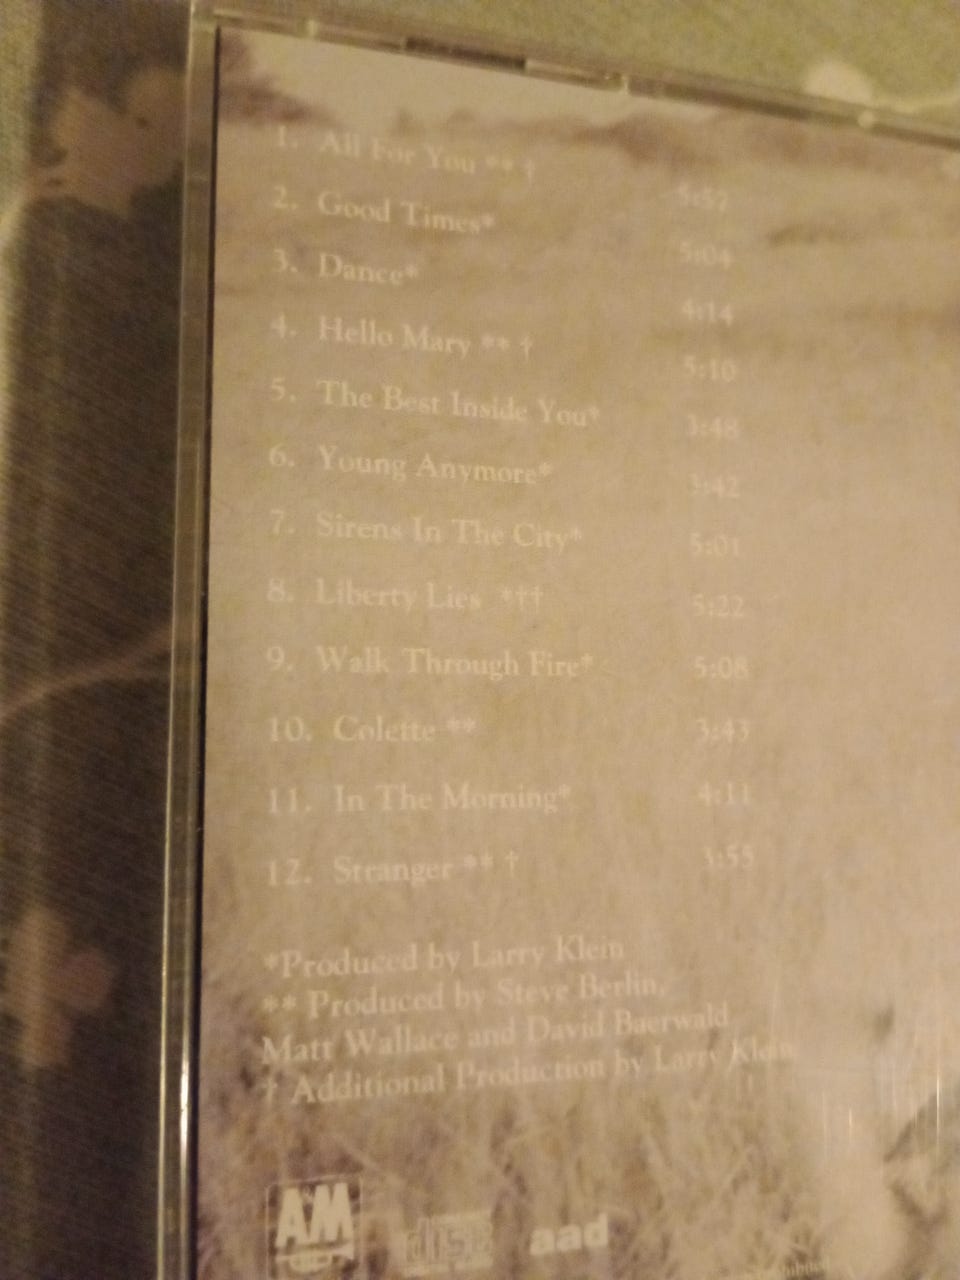 1. All For You ** † 5:52
2. Good Times* 5:04
3. Dance* 4:14
4. Hello Mary ** † 5:10
5. The Best Inside You* 3:48
6. Young Anymore* 3:42
7. Sirens In The City* 5:01
8. Liberty Lies *†† 5:22
9. Walk Through Fire* 5:08
10. Colette ** 3:43
11. In The Morning* 4:11
12. Stranger ** † 3:55
*Produced by Larry Klein
** Produced by Steve Berlin,
Matt Wallace and David Baerwald
† Additional Production by Larry Klein
A&M
disc
aad